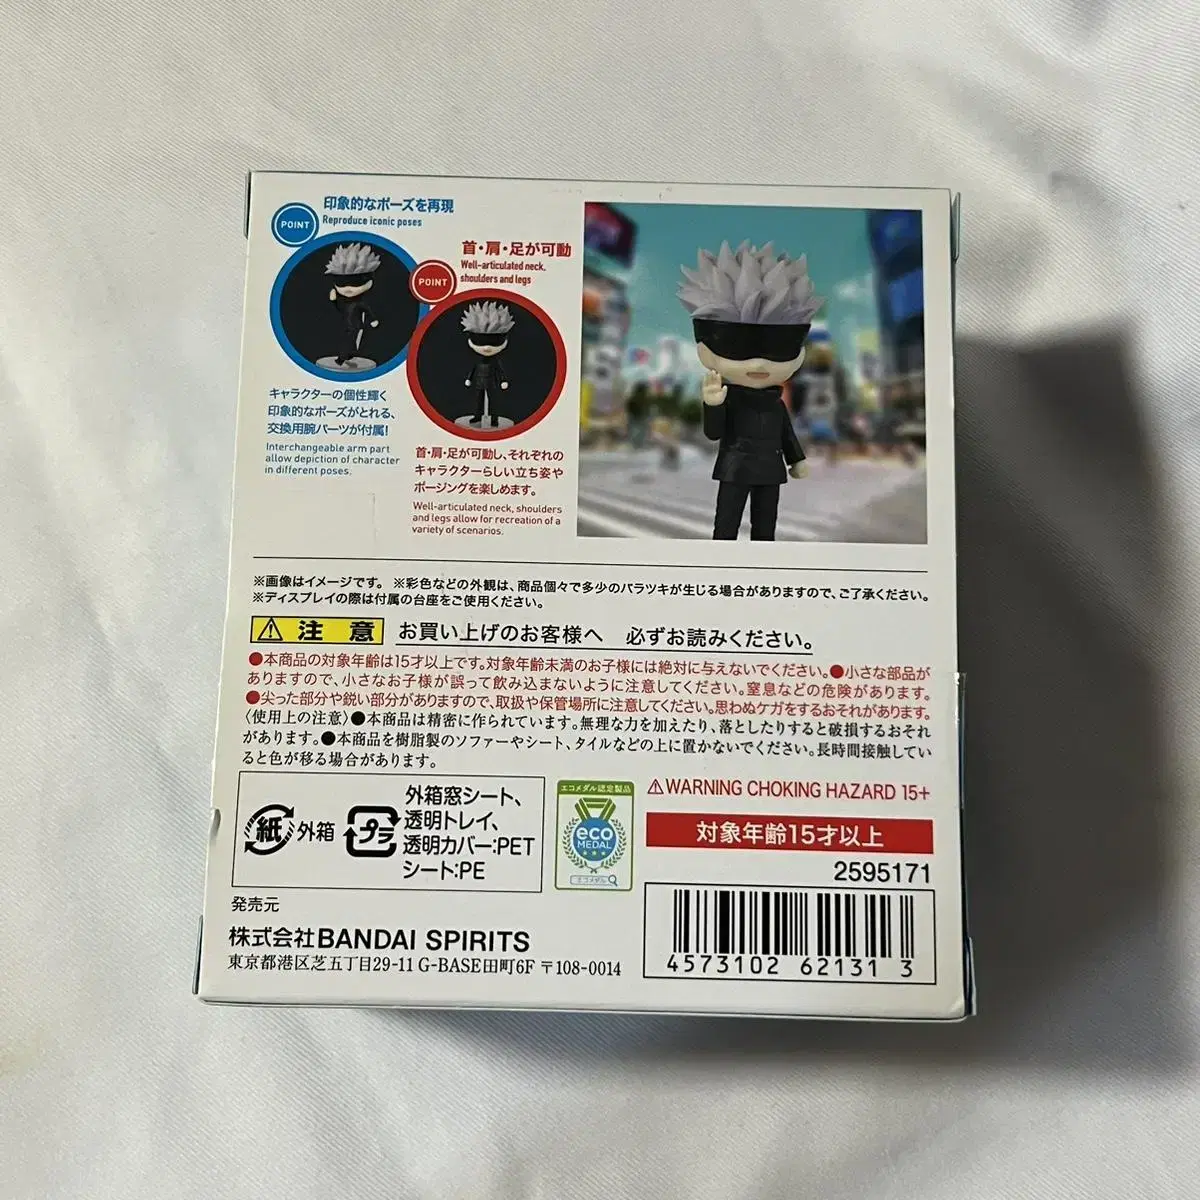 POINT
印象的なポーズを再現
Reproduce iconic poses
キャラクターの個性輝く
印象的なポーズがとれる、
交換用腕パーツが付属!
Interchangeable arm part
allow depiction of character
in different poses.
POINT
首・肩・足が可動
Well-articulated neck,
shoulders and legs
首・肩・足が可動し、それぞれの
キャラクターらしい立ち姿や
ポージングを楽しめます。
Well-articulated neck, shoulders
and legs allow for recreation of a
variety of scenarios.
※画像はイメージです。 ※彩色などの外観は、商品個々で多少のバラツキが生じる場合がありますので、ご了承ください。
※ディスプレイの際は付属の台座をご使用ください。
⚠注意 お買い上げのお客様へ 必ずお読みください。
●本商品の対象年齢は15才以上です。対象年齢未満のお子様には絶対に与えないでください。●小さな部品が
ありますので、小さなお子様が誤って飲み込まないように注意してください。窒息などの危険があります。
●尖った部分や鋭い部分がありますので、取扱や保管場所に注意してください。思わぬケガをするおそれがあります。
〈使用上の注意〉●本商品は精密に作られています。無理な力を加えたり、落としたりすると破損するおそれ
があります。●本商品を樹脂製のソファーやシート、タイルなどの上に置かないでください。長時間接触してい
ると色が移る場合があります。
紙 外箱
プラ
外箱窓シート、
透明トレイ、
透明カバー:PET
シート:PE
エコメダル認定製品
eco
MEDAL
エコメダル
⚠WARNING CHOKING HAZARD 15+
対象年齢15才以上
2595171
4573102 62131 3
発売元
株式会社BANDAI SPIRITS
東京都港区芝五丁目29-11 G-BASE田町6F 〒108-0014